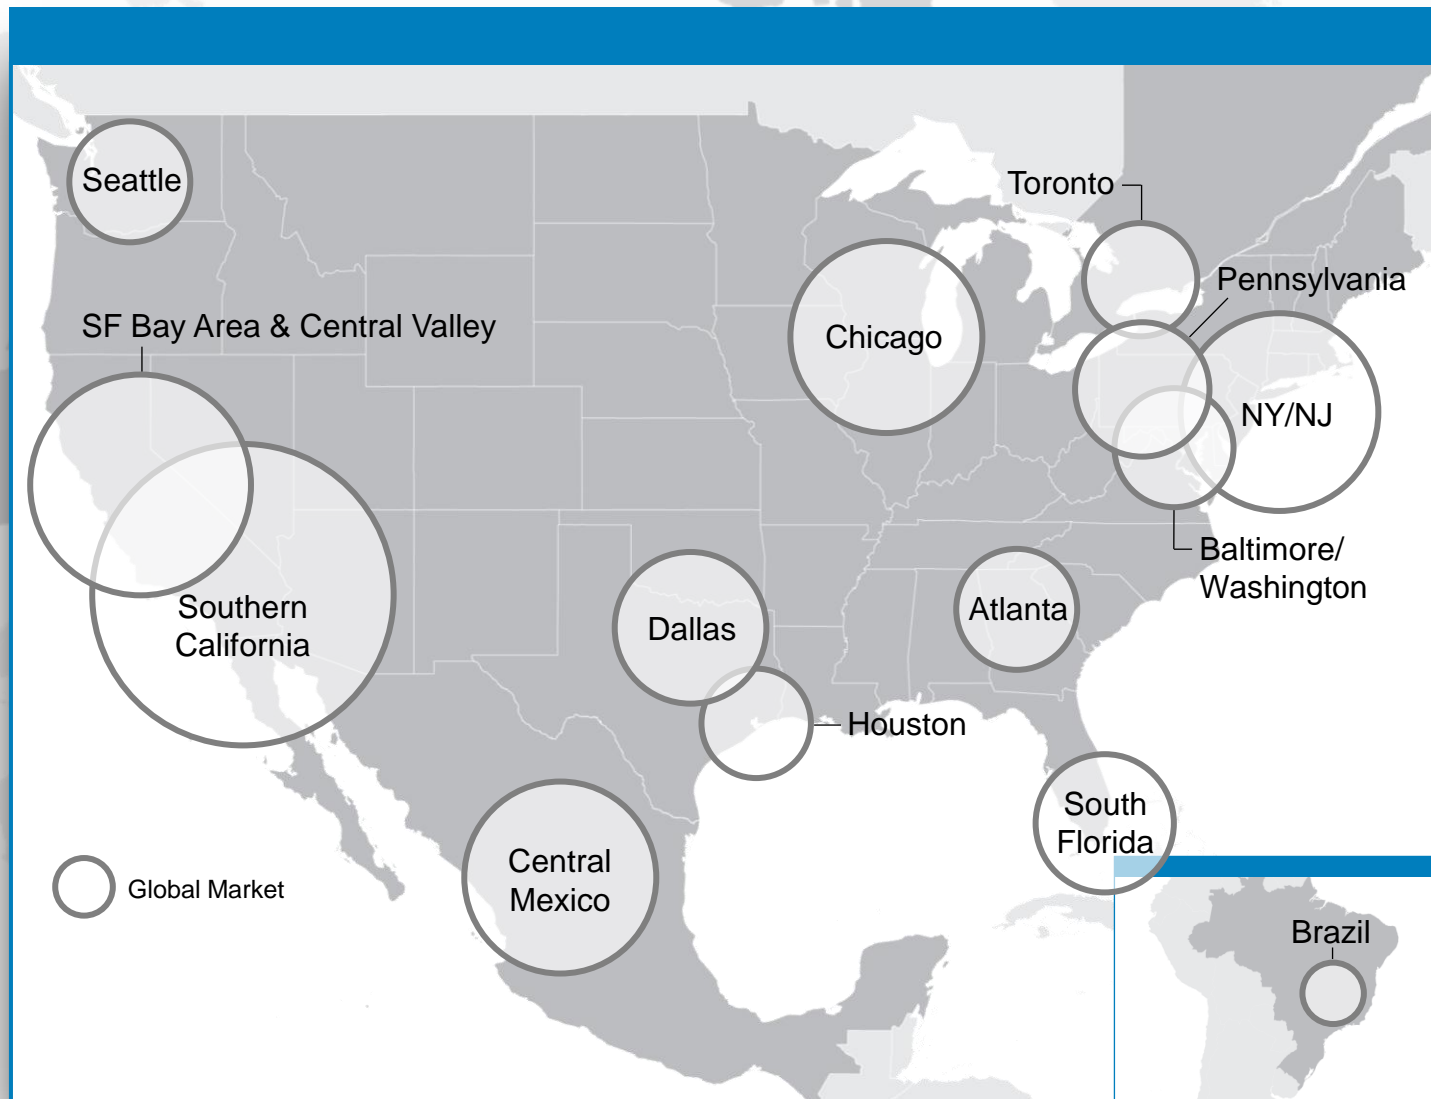 Seattle
Toronto
Pennsylvania
SF Bay Area & Central Valley
Chicago
NY/NJ
Baltimore/
Washington
Southern
California
Dallas
Atlanta
Houston
South
Florida
Central
Mexico
Global Market
Brazil